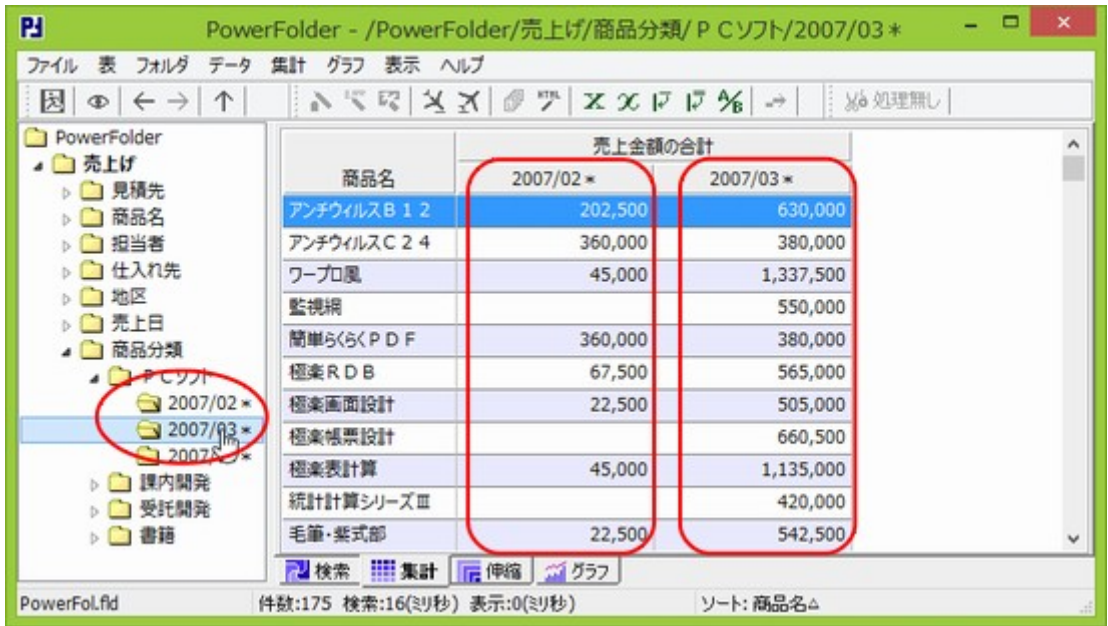 PowerFolder - /PowerFolder/売上げ/商品分類/ＰＣソフト/2007/03*
ファイル 表 フォルダ データ 集計 グラフ 表示 ヘルプ
処理無し
PowerFolder
売上げ
見積先
商品名
担当者
仕入れ先
地区
売上日
商品分類
ＰＣソフト
2007/02*
2007/03*
課内開発
受託開発
書籍
売上金額の合計
商品名 2007/02* 2007/03*
アンチウィルスＢ１２ 202,500 630,000
アンチウィルスＣ２４ 360,000 380,000
ワープロ風 45,000 1,337,500
監視網 550,000
簡単らくらくＰＤＦ 360,000 380,000
極楽ＲＤＢ 67,500 565,000
極楽画面設計 22,500 505,000
極楽帳票設計 660,500
極楽表計算 45,000 1,135,000
統計計算シリーズⅢ 420,000
毛筆・紫式部 22,500 542,500
検索 集計 伸縮 グラフ
PowerFol.fld 件数:175 検索:16(ミリ秒) 表示:0(ミリ秒) ソート: 商品名△